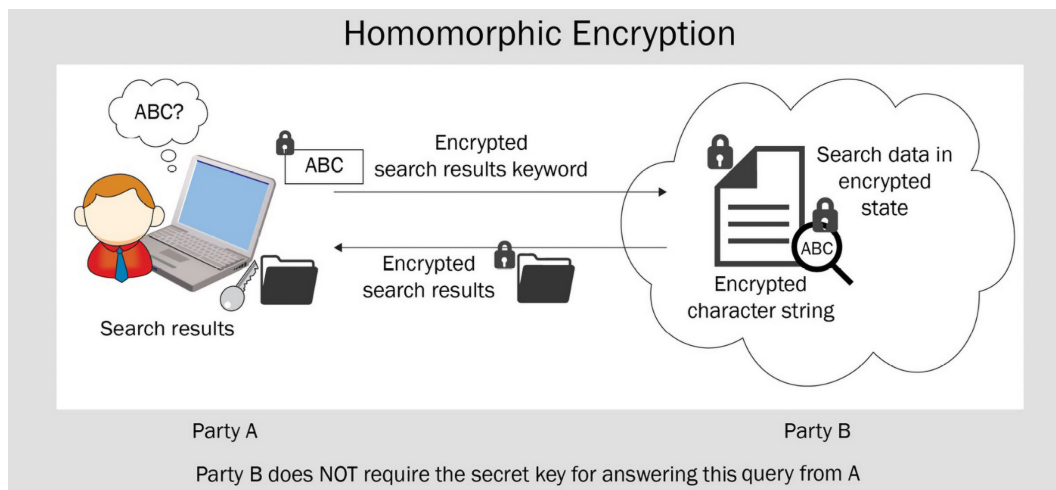 Homomorphic Encryption
ABC?
ABC
Encrypted
search results keyword
Search data in
encrypted
state
ABC
Encrypted
search results
Encrypted
character string
Search results
Party A
Party B
Party B does NOT require the secret key for answering this query from A